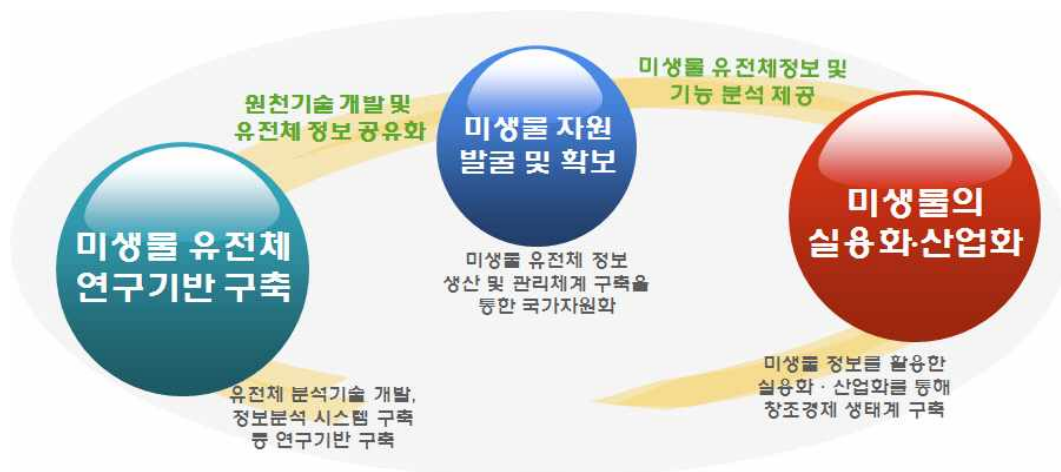 원천기술 개발 및
유전체 정보 공유화
미생물 유전체정보 및
기능 분석 제공
미생물 유전체
연구기반 구축
미생물 자원
발굴 및 확보
미생물의
실용화·산업화
유전체 분석기술 개발,
정보분석 시스템 구축
등 연구기반 구축
미생물 유전체 정보
생산 및 관리체계 구축을
통한 국가자원화
미생물 정보를 활용한
실용화 · 산업화를 통해
창조경제 생태계 구축